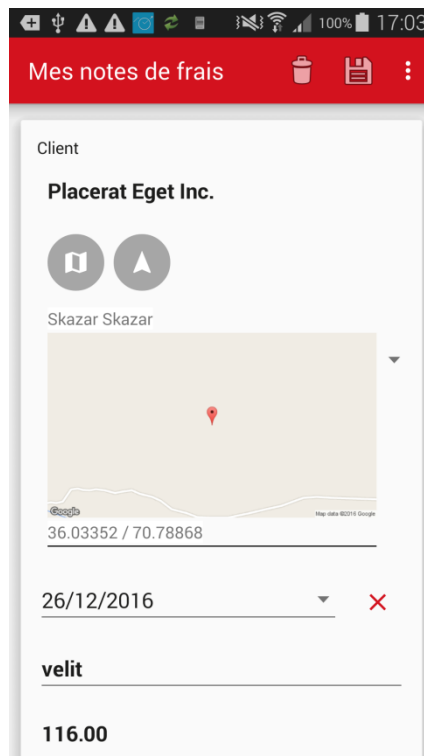 100% 17:03
Mes notes de frais
Client
Placerat Eget Inc.
Skazar Skazar
Google
Map data ©2016 Google
36.03352 / 70.78868
26/12/2016
velit
116.00